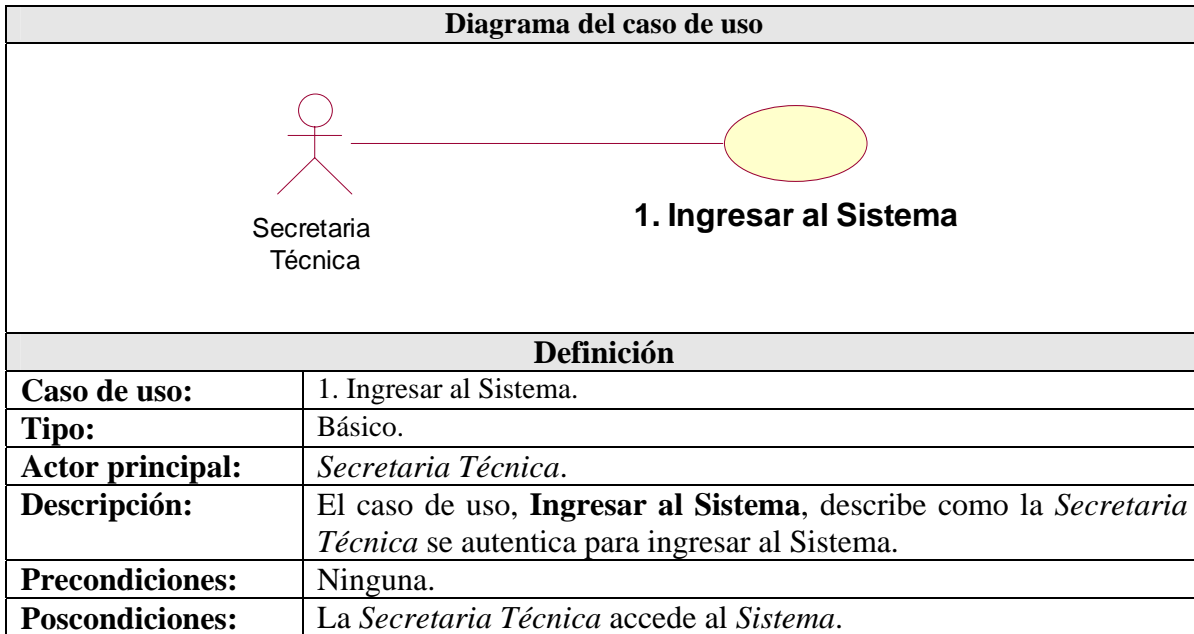 Diagrama del caso de uso
Secretaria
Técnica
1. Ingresar al Sistema
Definición
Caso de uso: 1. Ingresar al Sistema.
Tipo: Básico.
Actor principal: Secretaria Técnica.
Descripción: El caso de uso, Ingresar al Sistema, describe como la Secretaria
Técnica se autentica para ingresar al Sistema.
Precondiciones: Ninguna.
Poscondiciones: La Secretaria Técnica accede al Sistema.